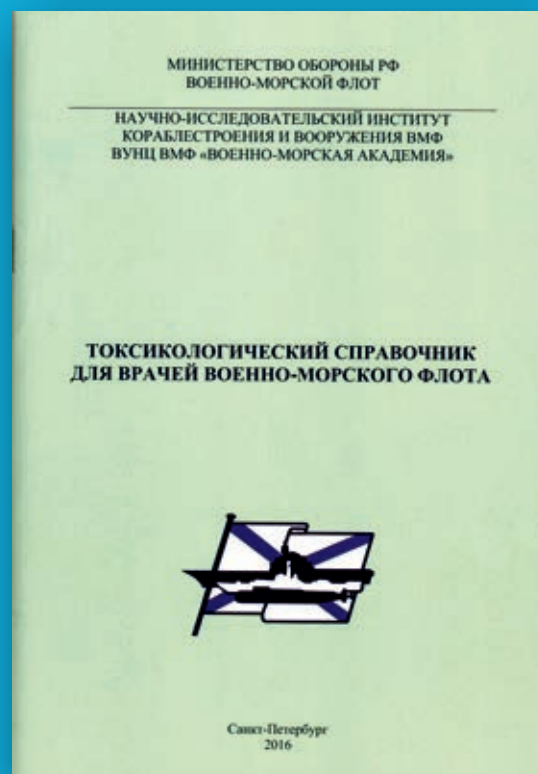 МИНИСТЕРСТВО ОБОРОНЫ РФ
ВОЕННО-МОРСКОЙ ФЛОТ
НАУЧНО-ИССЛЕДОВАТЕЛЬСКИЙ ИНСТИТУТ
КОРАБЛЕСТРОЕНИЯ И ВООРУЖЕНИЯ ВМФ
ВУНЦ ВМФ «ВОЕННО-МОРСКАЯ АКАДЕМИЯ»
ТОКСИКОЛОГИЧЕСКИЙ СПРАВОЧНИК
ДЛЯ ВРАЧЕЙ ВОЕННО-МОРСКОГО ФЛОТА
Санкт-Петербург
2016